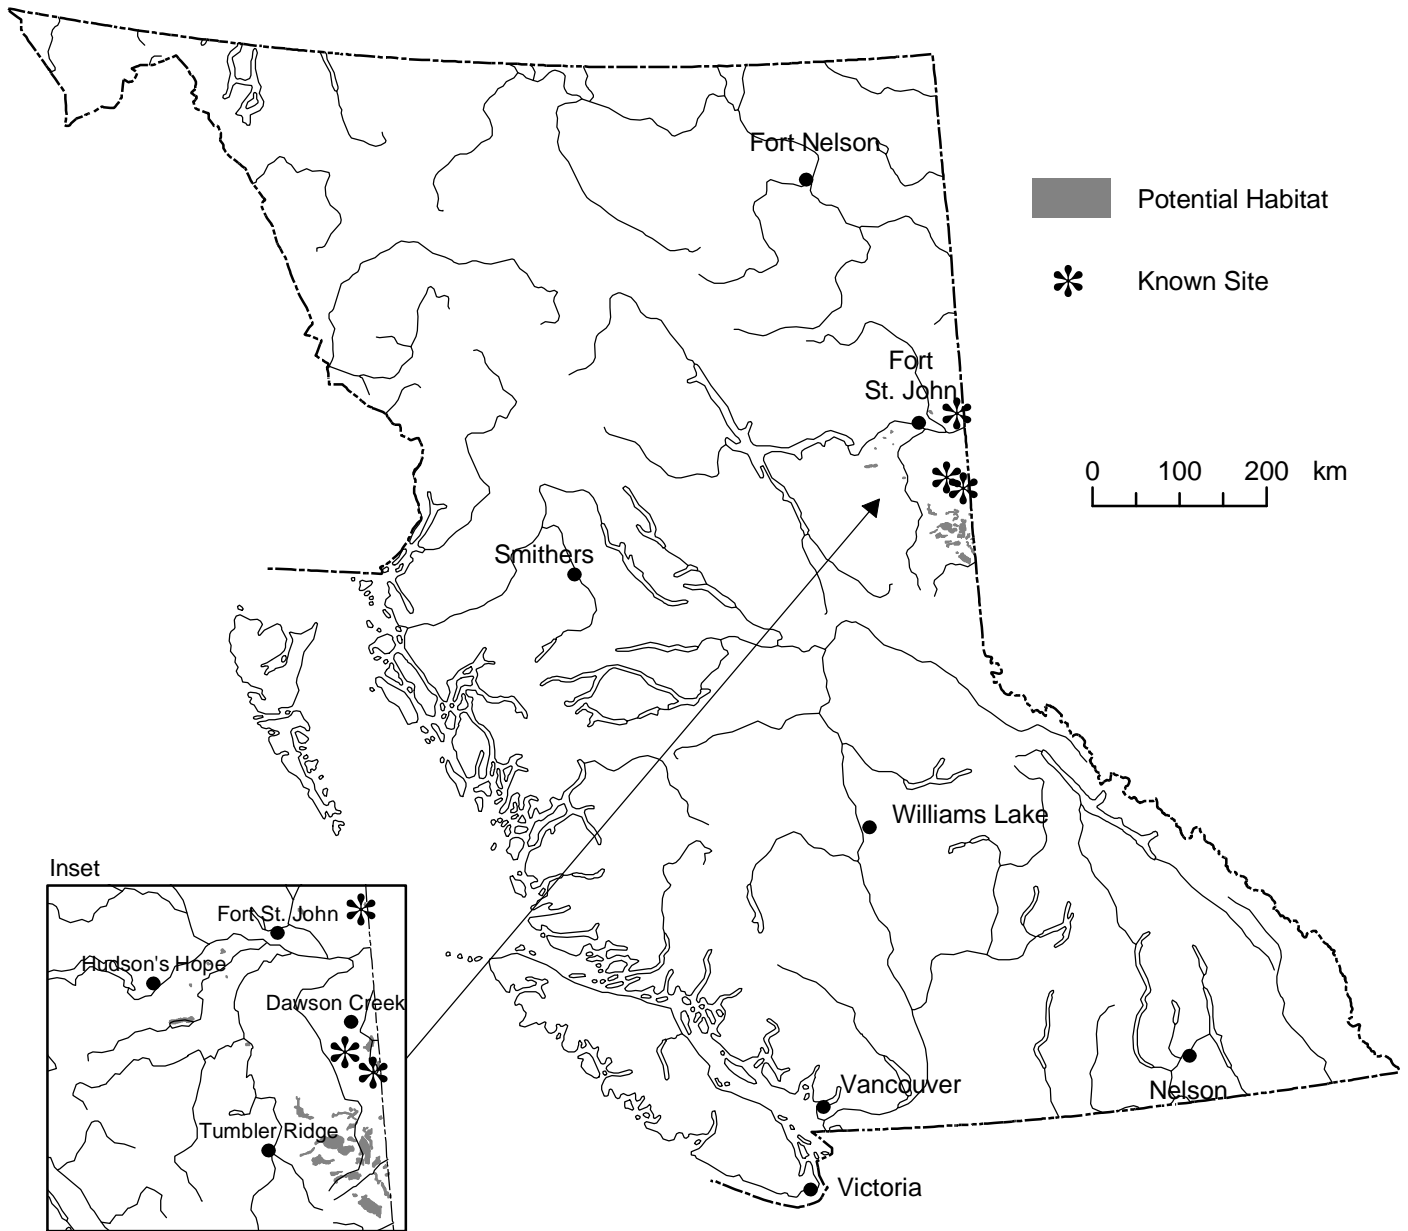 Fort Nelson
Potential Habitat
Known Site
Fort
St. John
0 100 200 km
Smithers
Williams Lake
Inset
Fort St. John
Hudson's Hope
Dawson Creek
Tumbler Ridge
Vancouver
Nelson
Victoria